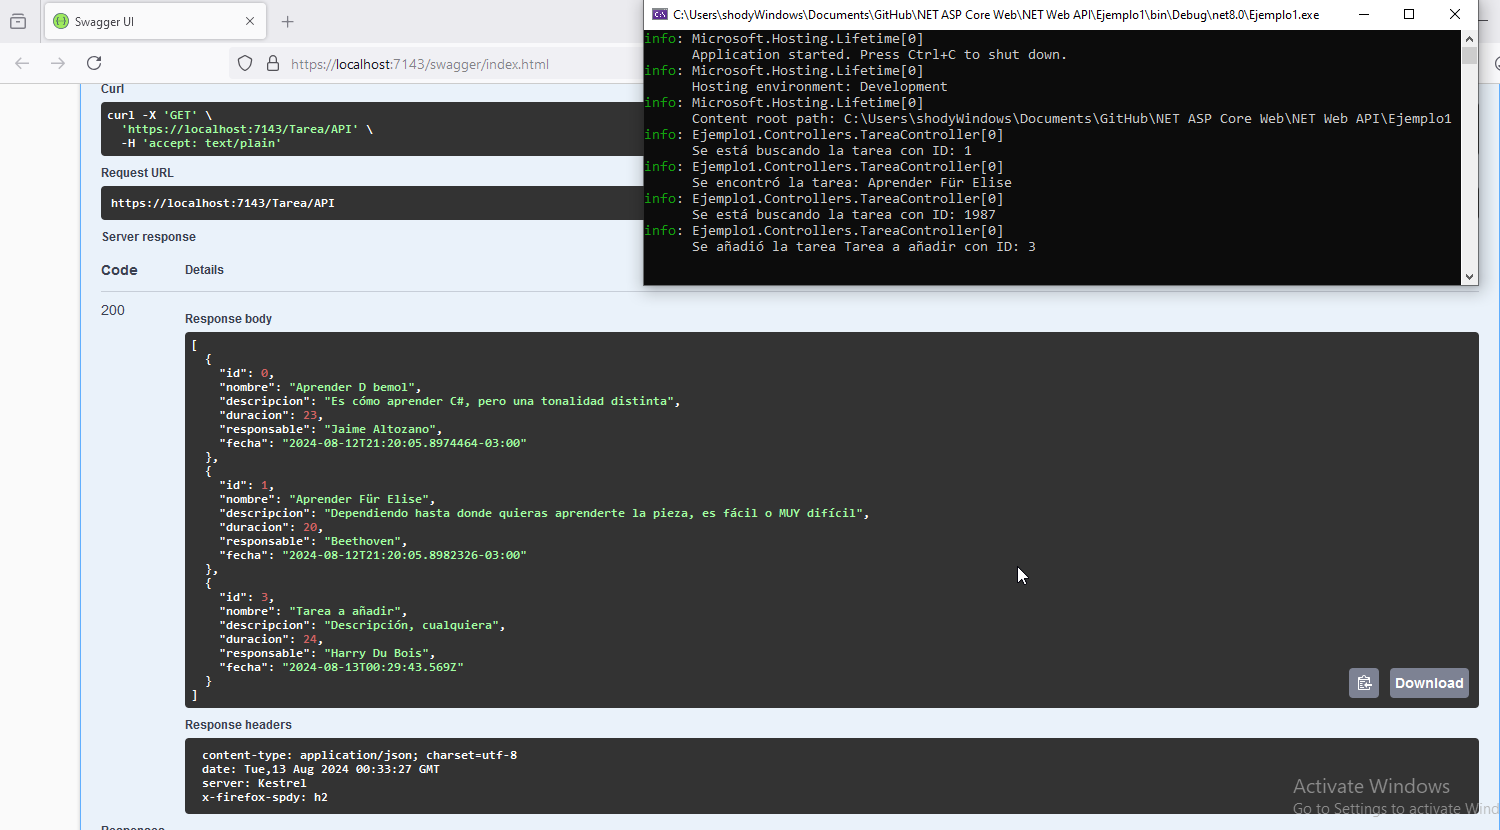 Swagger UI
https://localhost:7143/swagger/index.html
Curl
curl -X 'GET' \
'https://localhost:7143/Tarea/API' \
-H 'accept: text/plain'
Request URL
https://localhost:7143/Tarea/API
Server response
Code Details
200
Response body
[
{
"id": 0,
"nombre": "Aprender D bemol",
"descripcion": "Es cómo aprender C#, pero una tonalidad distinta",
"duracion": 23,
"responsable": "Jaime Altozano",
"fecha": "2024-08-12T21:20:05.8974464-03:00"
},
{
"id": 1,
"nombre": "Aprender Für Elise",
"descripcion": "Dependiendo hasta donde quieras aprenderte la pieza, es fácil o MUY difícil",
"duracion": 20,
"responsable": "Beethoven",
"fecha": "2024-08-12T21:20:05.8982326-03:00"
},
{
"id": 3,
"nombre": "Tarea a añadir",
"descripcion": "Descripción, cualquiera",
"duracion": 24,
"responsable": "Harry Du Bois",
"fecha": "2024-08-13T00:29:43.569Z"
}
]
Download
Response headers
content-type: application/json; charset=utf-8
date: Tue,13 Aug 2024 00:33:27 GMT
server: Kestrel
x-firefox-spdy: h2
Responses
C:\Users\shodyWindows\Documents\GitHub\NET ASP Core Web\NET Web API\Ejemplo1\bin\Debug\net8.0\Ejemplo1.exe
info: Microsoft.Hosting.Lifetime[0]
Application started. Press Ctrl+C to shut down.
info: Microsoft.Hosting.Lifetime[0]
Hosting environment: Development
info: Microsoft.Hosting.Lifetime[0]
Content root path: C:\Users\shodyWindows\Documents\GitHub\NET ASP Core Web\NET Web API\Ejemplo1
info: Ejemplo1.Controllers.TareaController[0]
Se está buscando la tarea con ID: 1
info: Ejemplo1.Controllers.TareaController[0]
Se encontró la tarea: Aprender Für Elise
info: Ejemplo1.Controllers.TareaController[0]
Se está buscando la tarea con ID: 1987
info: Ejemplo1.Controllers.TareaController[0]
Se añadió la tarea Tarea a añadir con ID: 3
Activate Windows
Go to Settings to activate Wind